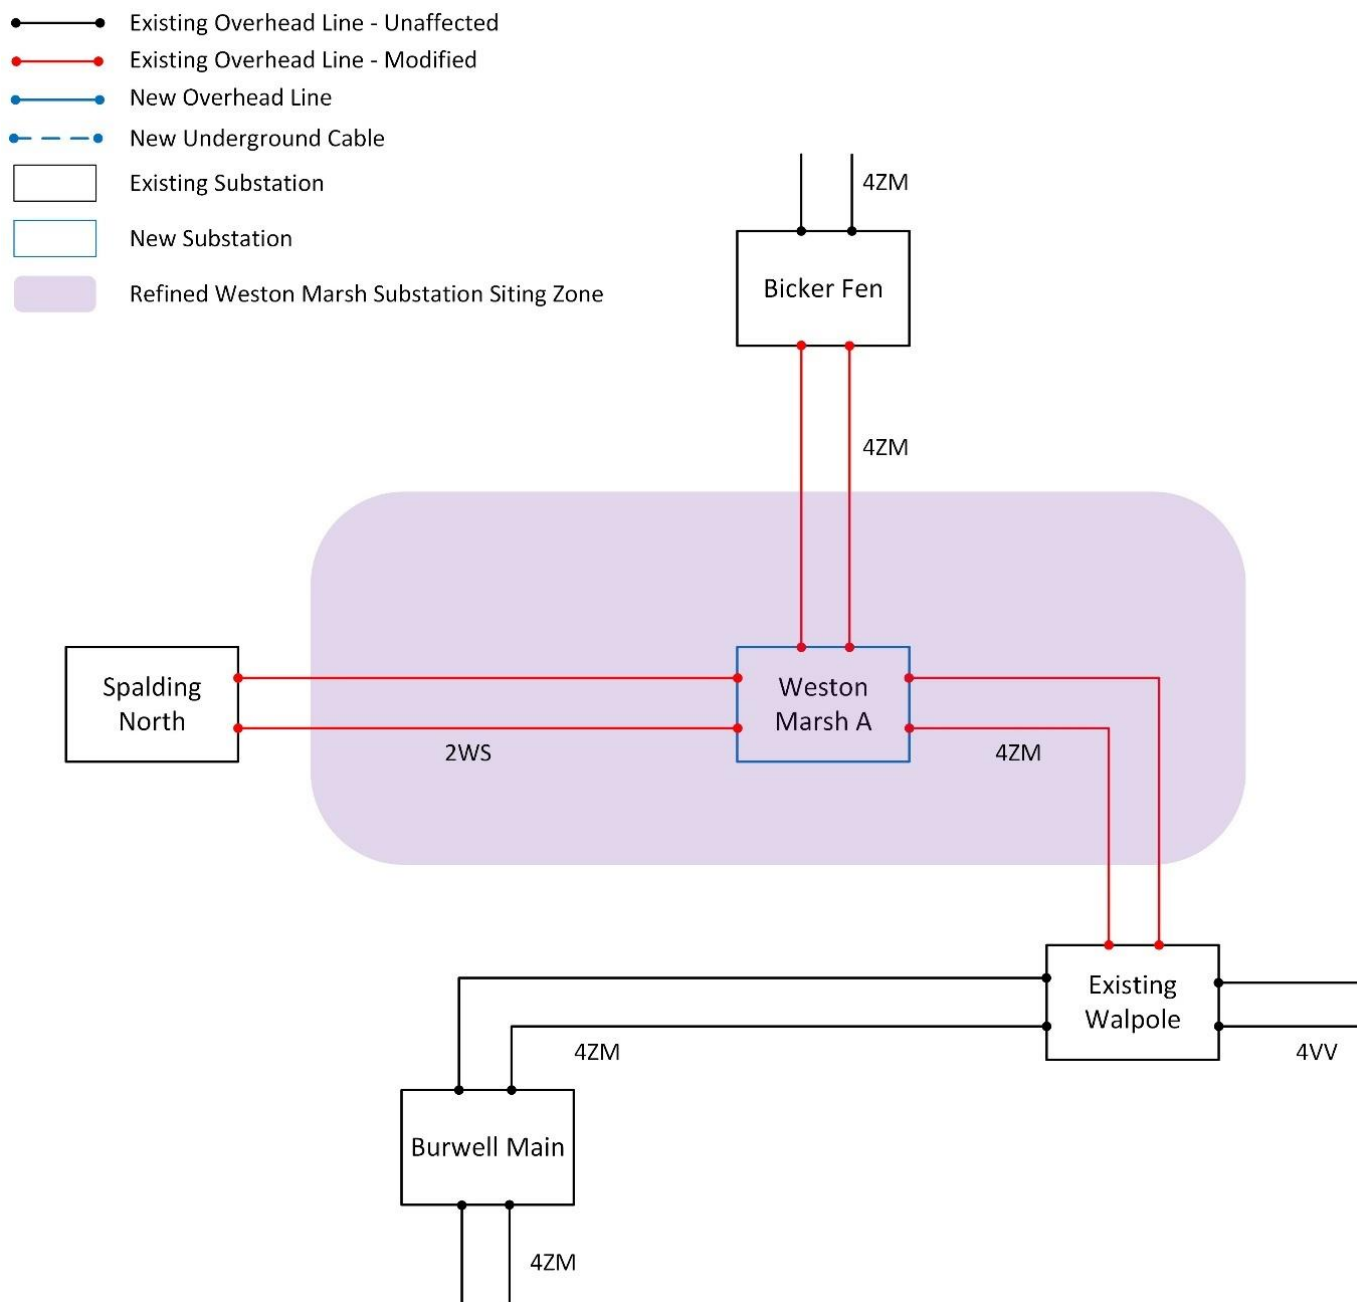 Existing Overhead Line - Unaffected
Existing Overhead Line - Modified
New Overhead Line
New Underground Cable
Existing Substation
New Substation
Refined Weston Marsh Substation Siting Zone
4ZM
Bicker Fen
4ZM
Spalding
North
Weston
Marsh A
2WS
4ZM
Existing
Walpole
4ZM
4VV
Burwell Main
4ZM